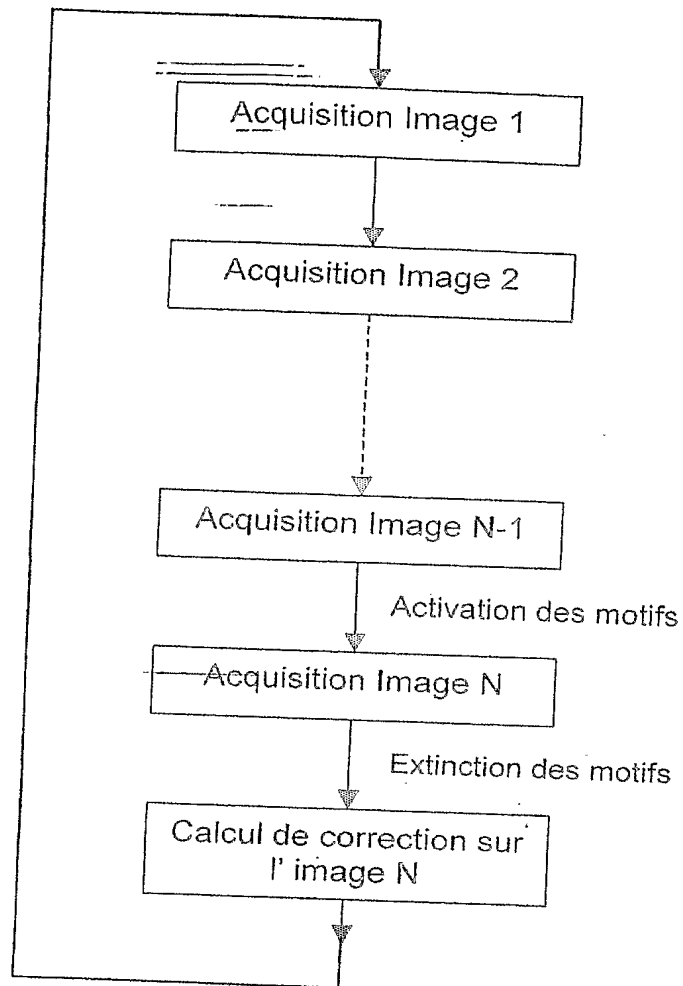 Acquisition Image 1
Acquisition Image 2
Acquisition Image N-1
Activation des motifs
Acquisition Image N
Extinction des motifs
Calcul de correction sur
l' image N